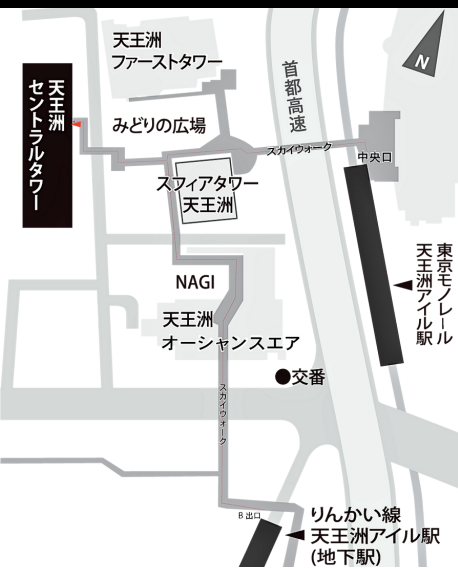 天王洲
ファーストタワー
N
首都高速
天王洲
セントラルタワー
みどりの広場
スカイウォーク
中央口
スフィアタワー
天王洲
東京モノレール
天王洲アイル駅
NAGI
天王洲
オーシャンスエア
●交番
スカイウォーク
B出口
りんかい線
天王洲アイル駅
(地下駅)